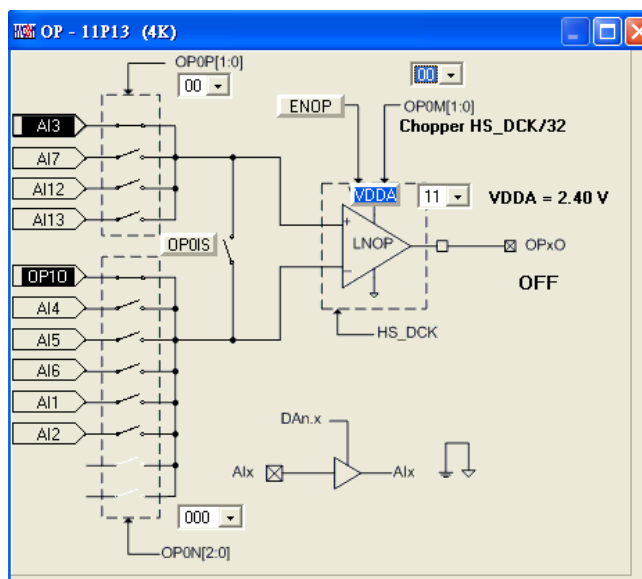 OP - 11P13 (4K)
OP0P[1:0]
00
00
ENOP
OP0M[1:0]
Chopper HS_DCK/32
AI3
AI7
AI12
AI13
VDDA
11
VDDA = 2.40 V
OP0IS
+
LNOP
-
OPxO
OFF
OP1O
AI4
AI5
AI6
AI1
AI2
HS_DCK
DAn.x
AIx
AIx
000
OP0N[2:0]